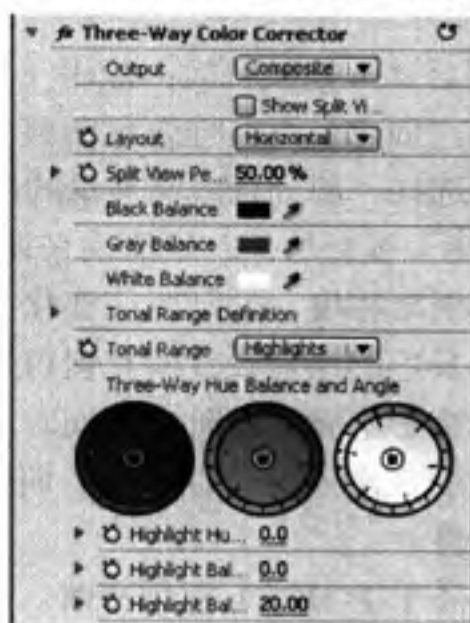 fx Three-Way Color Corrector
Output Composite
Show Split Vi...
Layout Horizontal
Split View Pe... 50.00 %
Black Balance
Gray Balance
White Balance
Tonal Range Definition
Tonal Range Highlights
Three-Way Hue Balance and Angle
Highlight Hu... 0.0
Highlight Bal... 0.0
Highlight Bal... 20.00